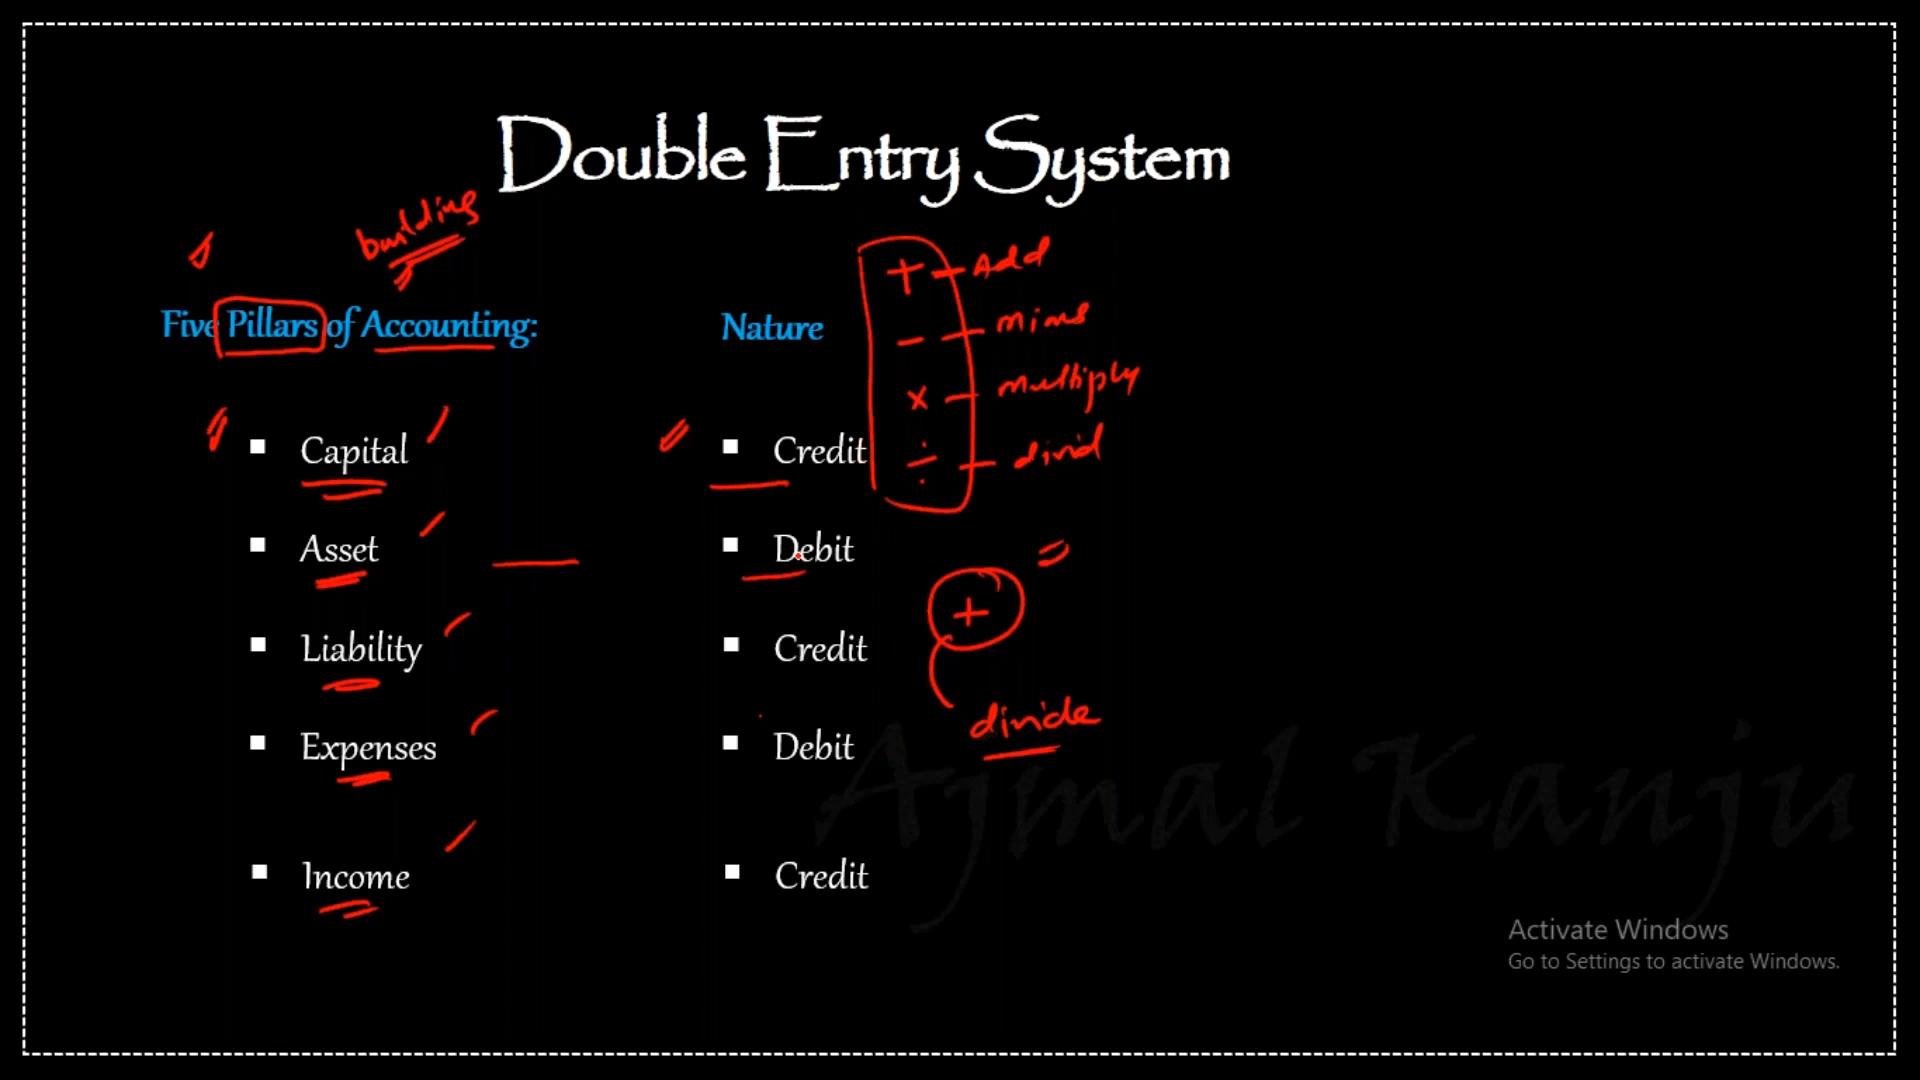 Double Entry System
building
Five Pillars of Accounting:
Nature
+ - Add
- - mins
× - multiply
÷ - divid
Capital
Credit
Asset
Debit
Liability
Credit
+
divide
Expenses
Debit
Income
Credit
Ajmal Kanju
Activate Windows
Go to Settings to activate Windows.